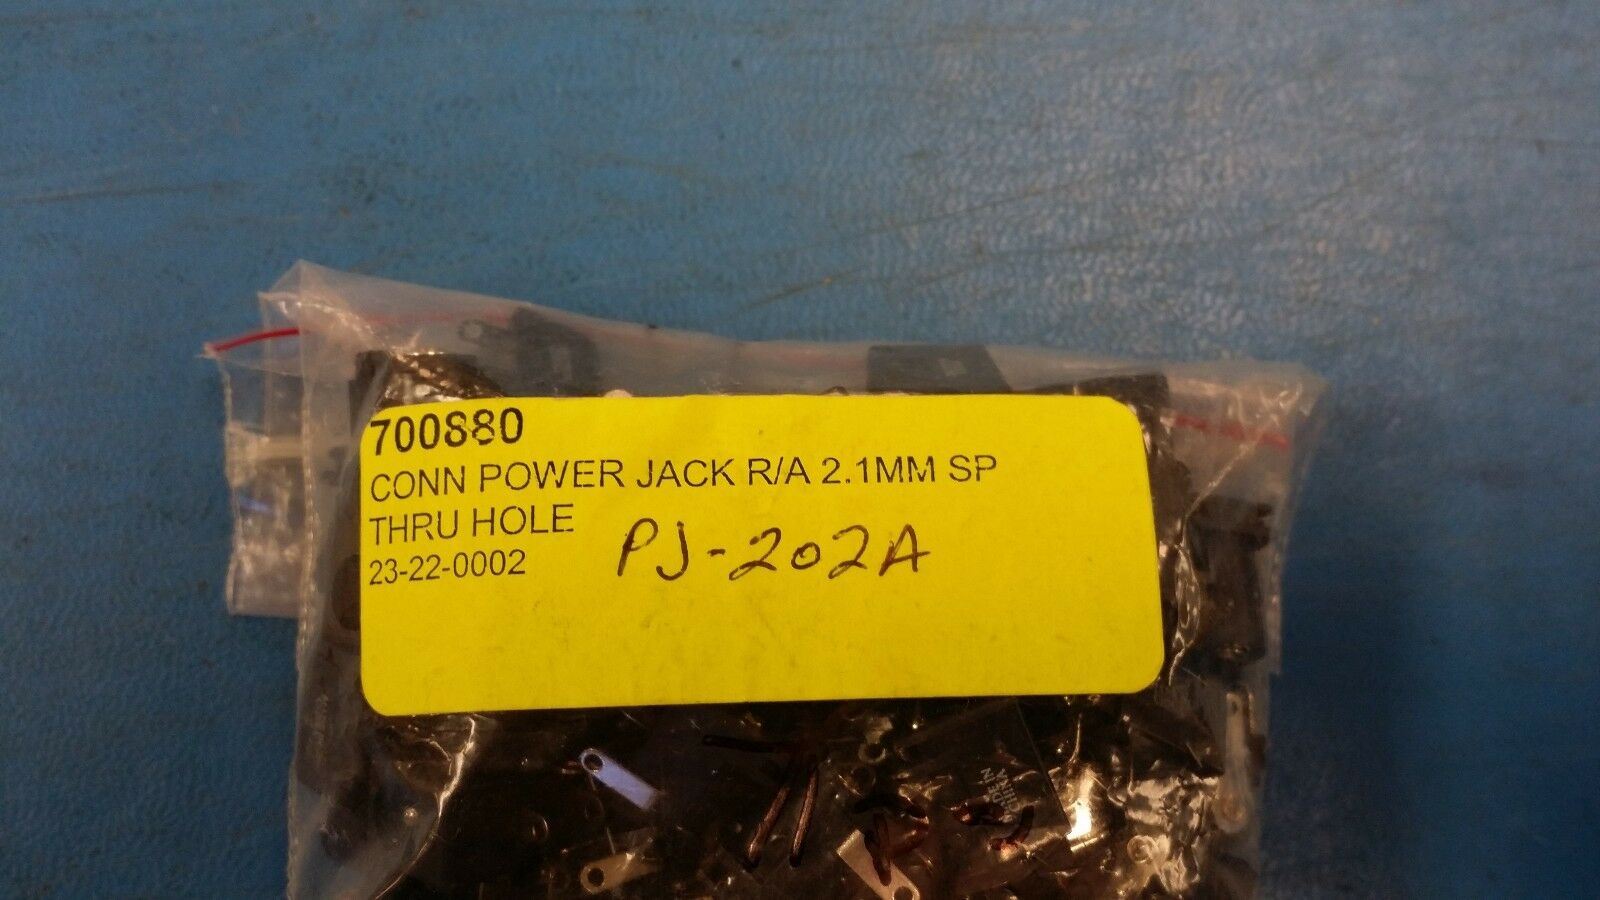 700880
CONN POWER JACK R/A 2.1MM SP
THRU HOLE
23-22-0002
PJ-202A